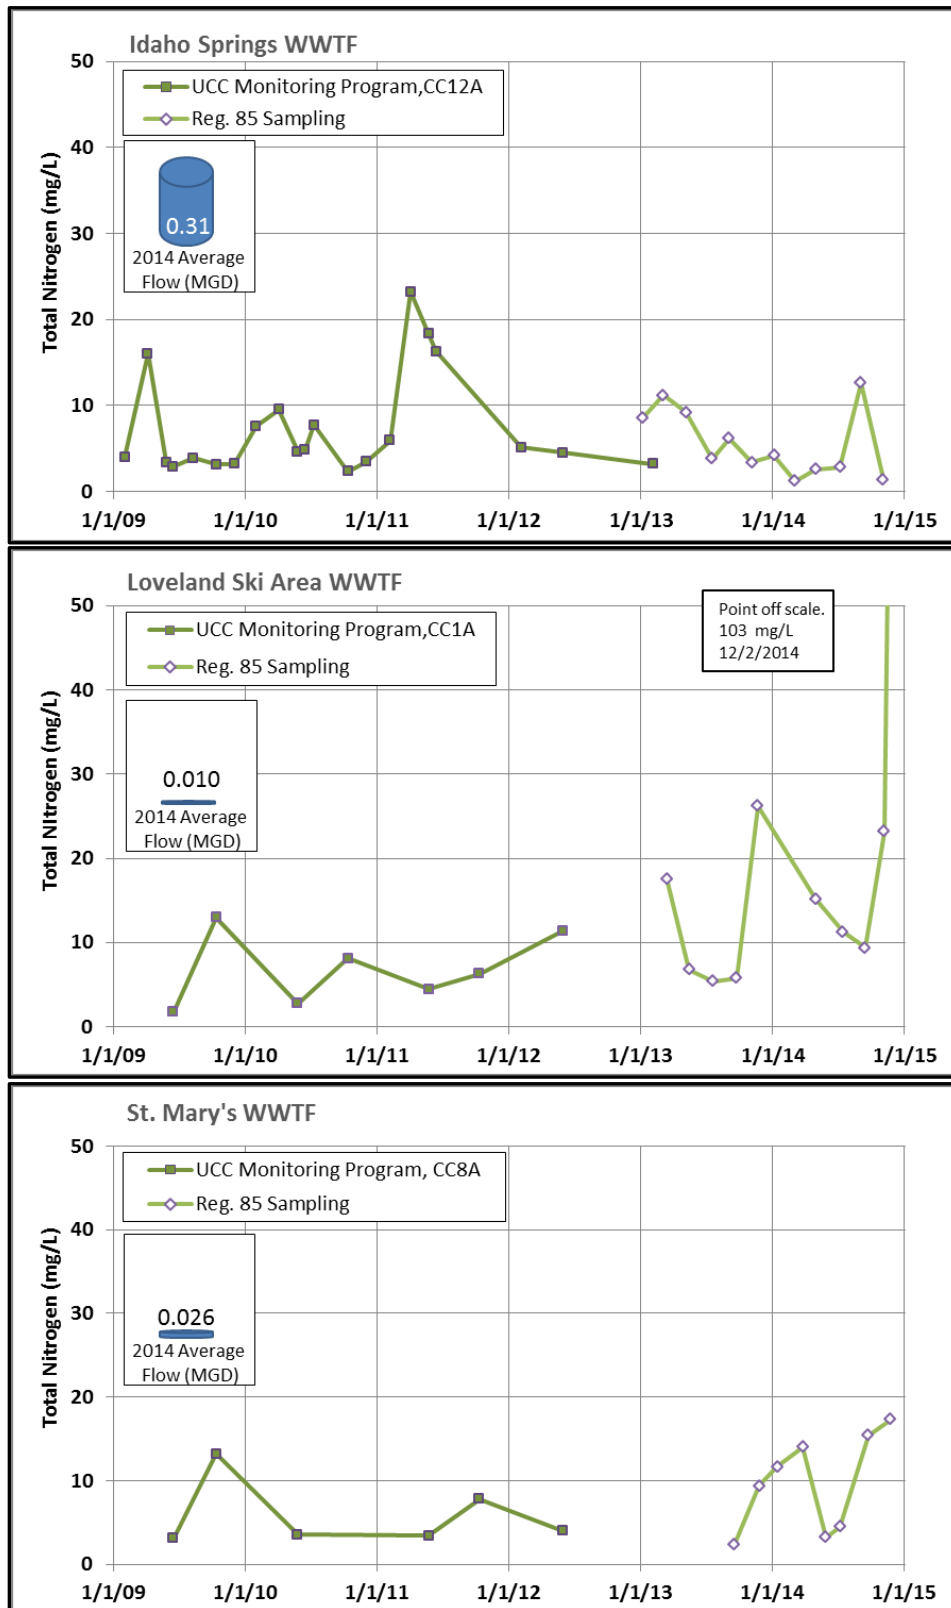 Idaho Springs WWTF
50
40
30
20
10
0
Total Nitrogen (mg/L)
UCC Monitoring Program,CC12A
Reg. 85 Sampling
0.31
2014 Average
Flow (MGD)
1/1/09 1/1/10 1/1/11 1/1/12 1/1/13 1/1/14 1/1/15
Loveland Ski Area WWTF
50
40
30
20
10
0
Total NItrogen (mg/L)
UCC Monitoring Program,CC1A
Reg. 85 Sampling
Point off scale.
103 mg/L
12/2/2014
0.010
2014 Average
Flow (MGD)
1/1/09 1/1/10 1/1/11 1/1/12 1/1/13 1/1/14 1/1/15
St. Mary's WWTF
50
40
30
20
10
0
Total Nitrogen (mg/L)
UCC Monitoring Program, CC8A
Reg. 85 Sampling
0.026
2014 Average
Flow (MGD)
1/1/09 1/1/10 1/1/11 1/1/12 1/1/13 1/1/14 1/1/15